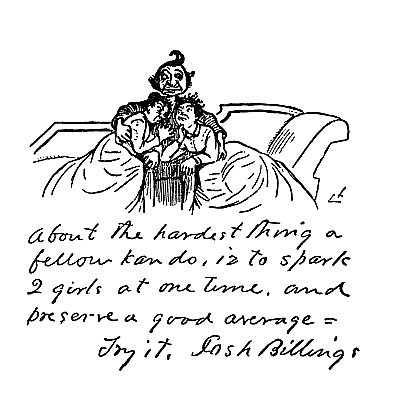 About the hardest thing a
fellow kan do, iz to spark
2 girls at one time, and
preserve a good average =
Try it. Josh Billings